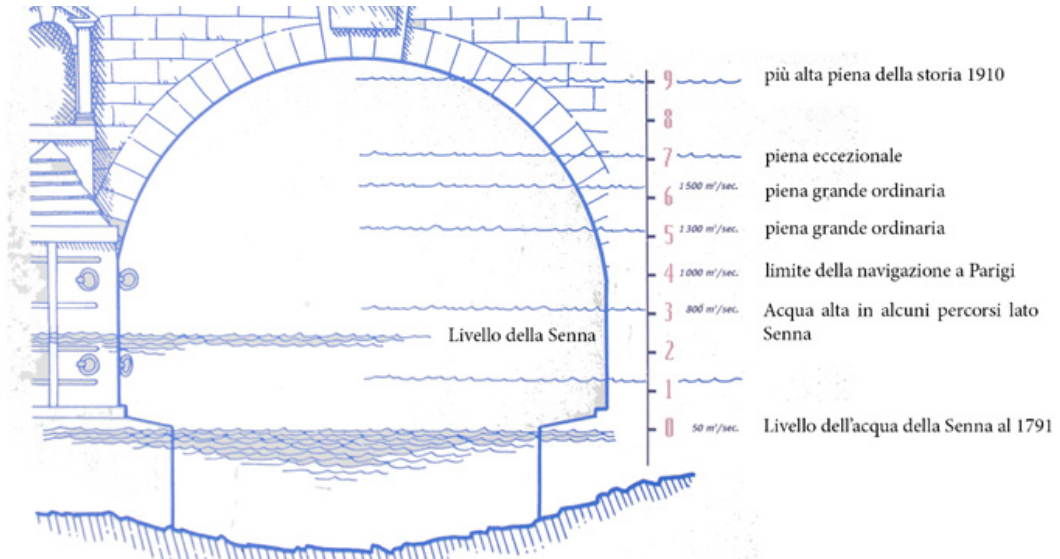 9 più alta piena della storia 1910
8
7 piena eccezionale
6 1500 m³/sec. piena grande ordinaria
5 1300 m³/sec. piena grande ordinaria
4 1000 m³/sec. limite della navigazione a Parigi
3 800 m³/sec. Acqua alta in alcuni percorsi lato
Senna
Livello della Senna
2
1
0 50 m³/sec. Livello dell'acqua della Senna al 1791